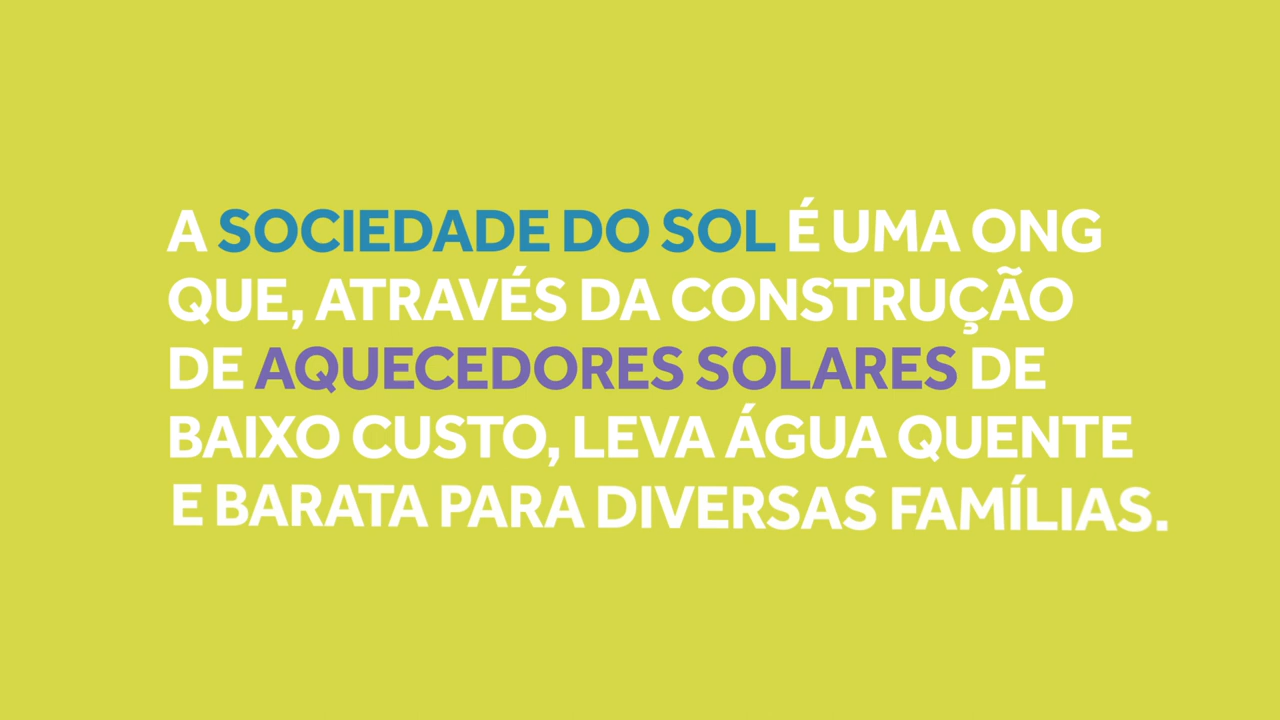 A SOCIEDADE DO SOL É UMA ONG
QUE, ATRAVÉS DA CONSTRUÇÃO
DE AQUECEDORES SOLARES DE
BAIXO CUSTO, LEVA ÁGUA QUENTE
E BARATA PARA DIVERSAS FAMÍLIAS.